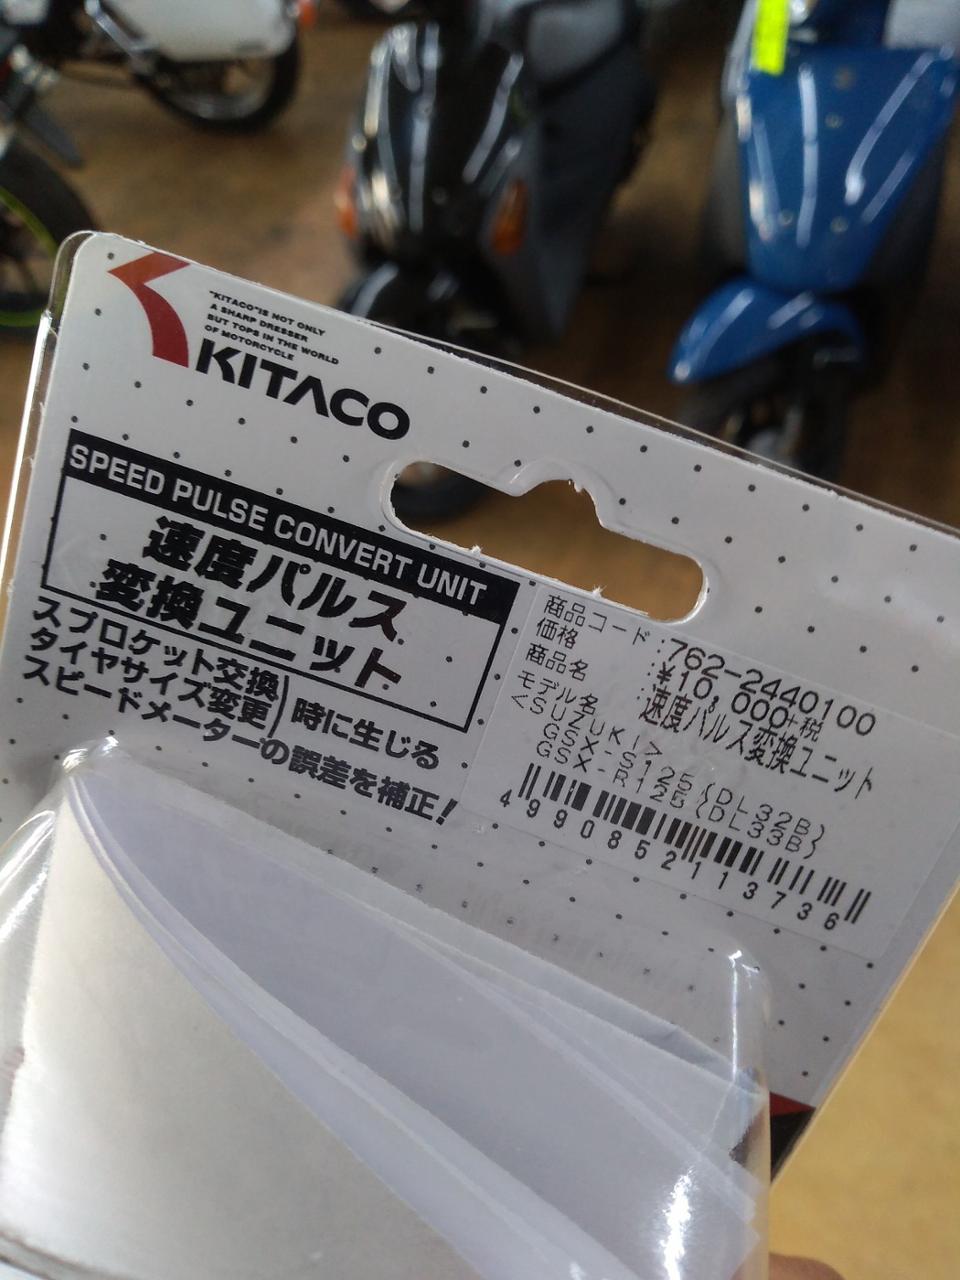 "KITACO"IS NOT ONLY
A SHARP DRESSER
BUT TOPS IN THE WORLD
OF MOTORCYCLE
KITACO
SPEED PULSE CONVERT UNIT
速度パルス
変換ユニット
スプロケット交換
タイヤサイズ変更)時に生じる
スピードメーターの誤差を補正!
商品コード:762-2440100
価格:¥10,000+税
商品名:速度パルス変換ユニット
モデル名
<SUZUKI>
GSX-S125(DL32B)
GSX-R125(DL33B)
4990852113736